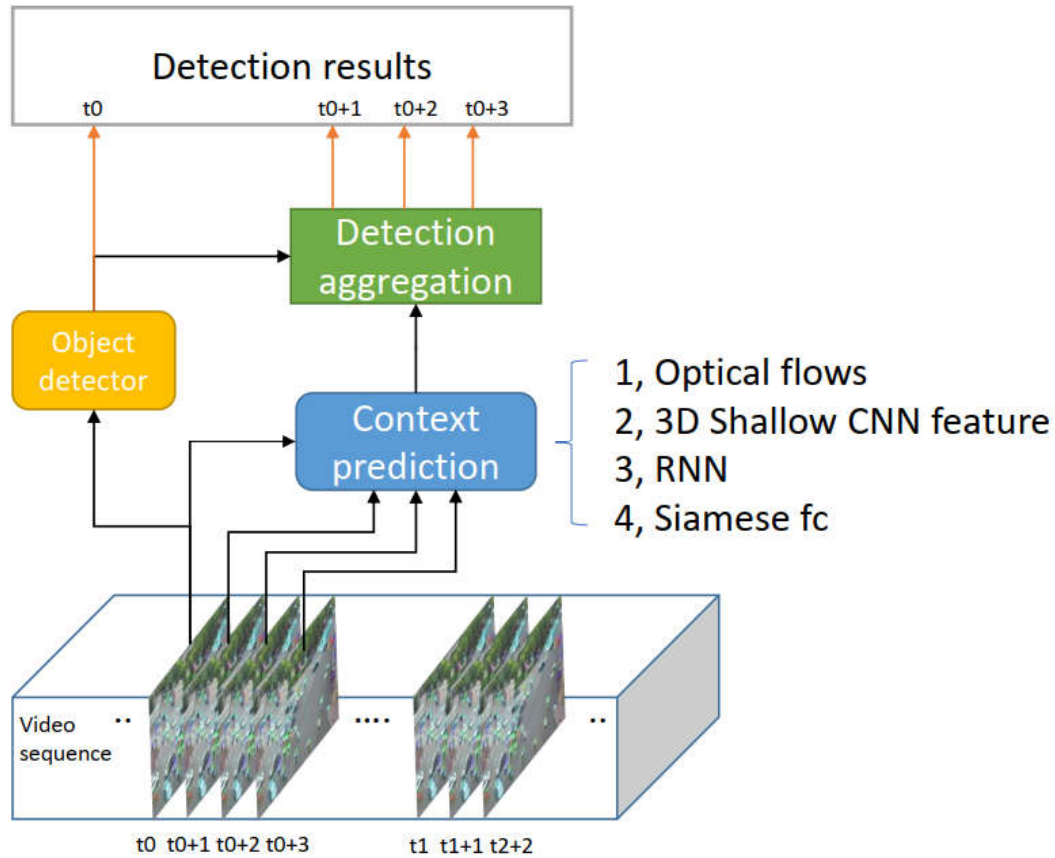 Detection results
t0 t0+1 t0+2 t0+3
Detection
aggregation
Object
detector
Context
prediction
1, Optical flows
2, 3D Shallow CNN feature
3, RNN
4, Siamese fc
Video
sequence
.. .... ..
t0 t0+1 t0+2 t0+3 t1 t1+1 t2+2